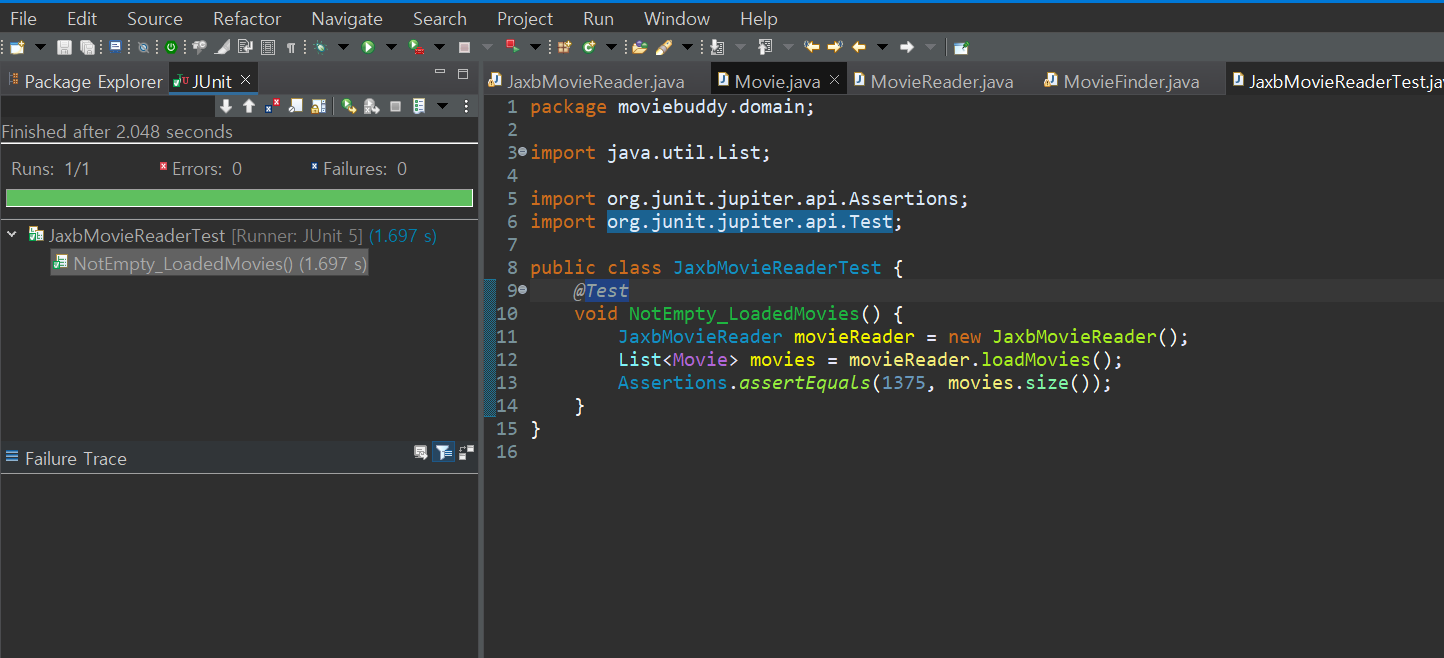 File Edit Source Refactor Navigate Search Project Run Window Help
Package Explorer JUnit
Finished after 2.048 seconds
Runs: 1/1 Errors: 0 Failures: 0
JaxbMovieReaderTest [Runner: JUnit 5] (1.697 s)
NotEmpty_LoadedMovies() (1.697 s)
Failure Trace
JaxbMovieReader.java Movie.java MovieReader.java MovieFinder.java JaxbMovieReaderTest.jav
1 package moviebuddy.domain;
2
3 import java.util.List;
4
5 import org.junit.jupiter.api.Assertions;
6 import org.junit.jupiter.api.Test;
7
8 public class JaxbMovieReaderTest {
9 @Test
10 void NotEmpty_LoadedMovies() {
11 JaxbMovieReader movieReader = new JaxbMovieReader();
12 List<Movie> movies = movieReader.loadMovies();
13 Assertions.assertEquals(1375, movies.size());
14 }
15 }
16